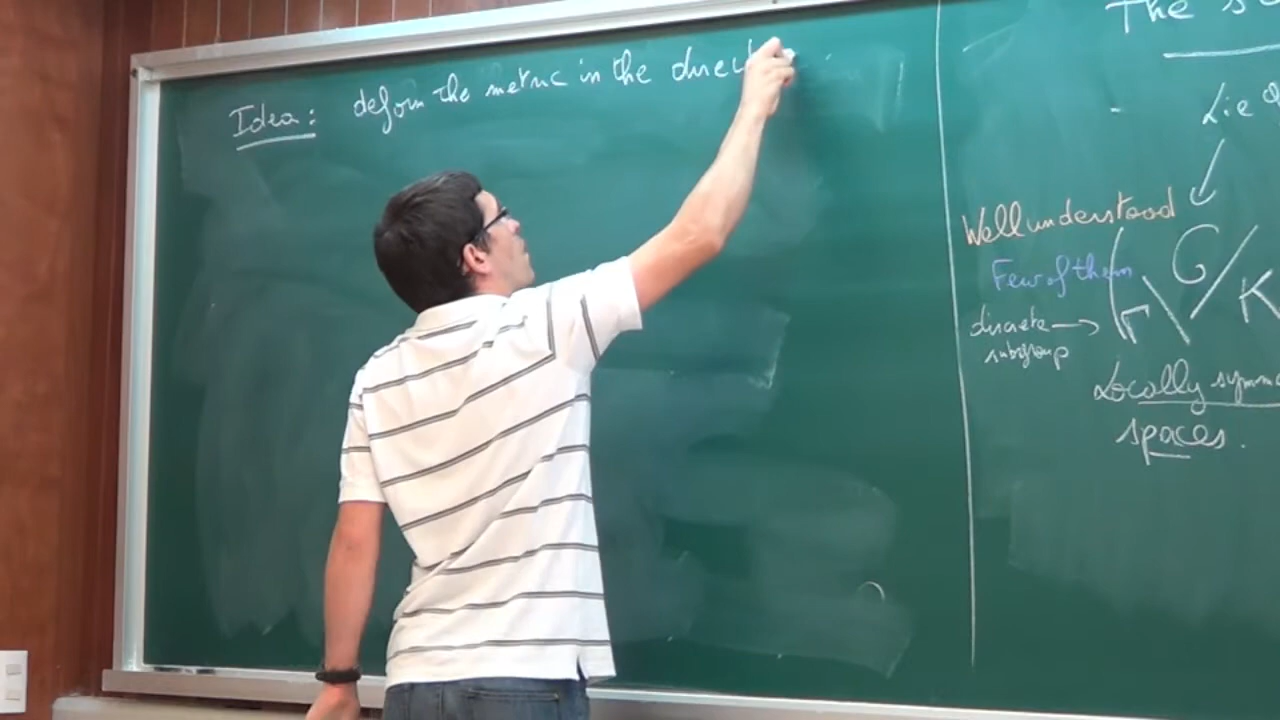 Idea: deform the metric in the direct
The s
Lie
Well understood
Few of them
Γ\G/K
discrete →
subgroup
Locally symme
spaces.